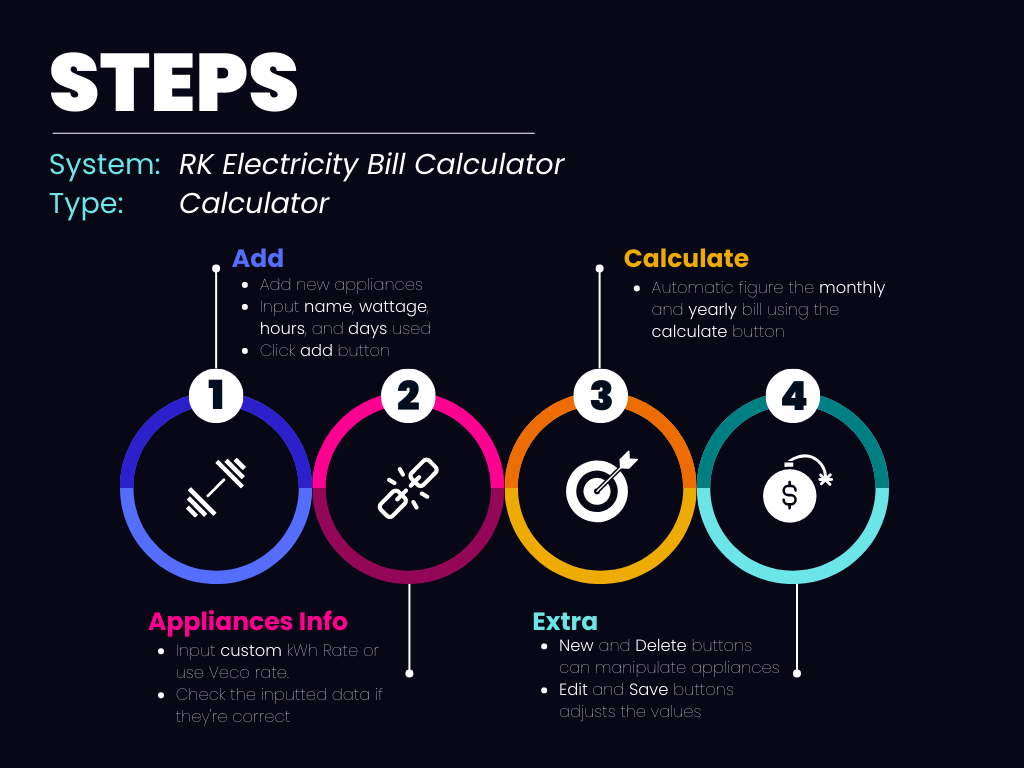 STEPS
System: RK Electricity Bill Calculator
Type: Calculator
Add
Add new appliances
Input name, wattage,
hours, and days used
Click add button
Calculate
Automatic figure the monthly
and yearly bill using the
calculate button
1
2
3
4
$
Appliances Info
Input custom kWh Rate or
use Veco rate.
Check the inputted data if
they're correct
Extra
New and Delete buttons
can manipulate appliances
Edit and Save buttons
adjusts the values